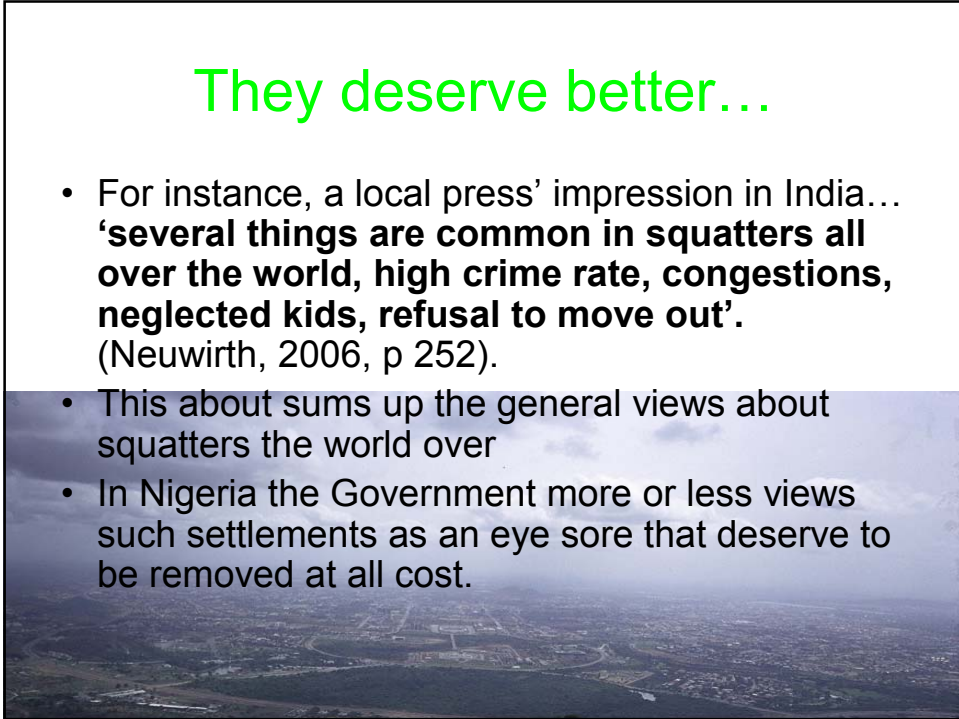 They deserve better…
• For instance, a local press’ impression in India…
‘several things are common in squatters all
over the world, high crime rate, congestions,
neglected kids, refusal to move out’.
(Neuwirth, 2006, p 252).
• This about sums up the general views about
squatters the world over
• In Nigeria the Government more or less views
such settlements as an eye sore that deserve to
be removed at all cost.